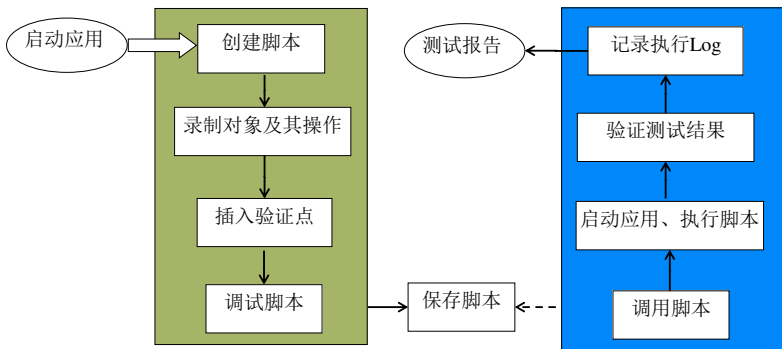 启动应用
创建脚本
录制对象及其操作
插入验证点
调试脚本
保存脚本
测试报告
记录执行Log
验证测试结果
启动应用、执行脚本
调用脚本